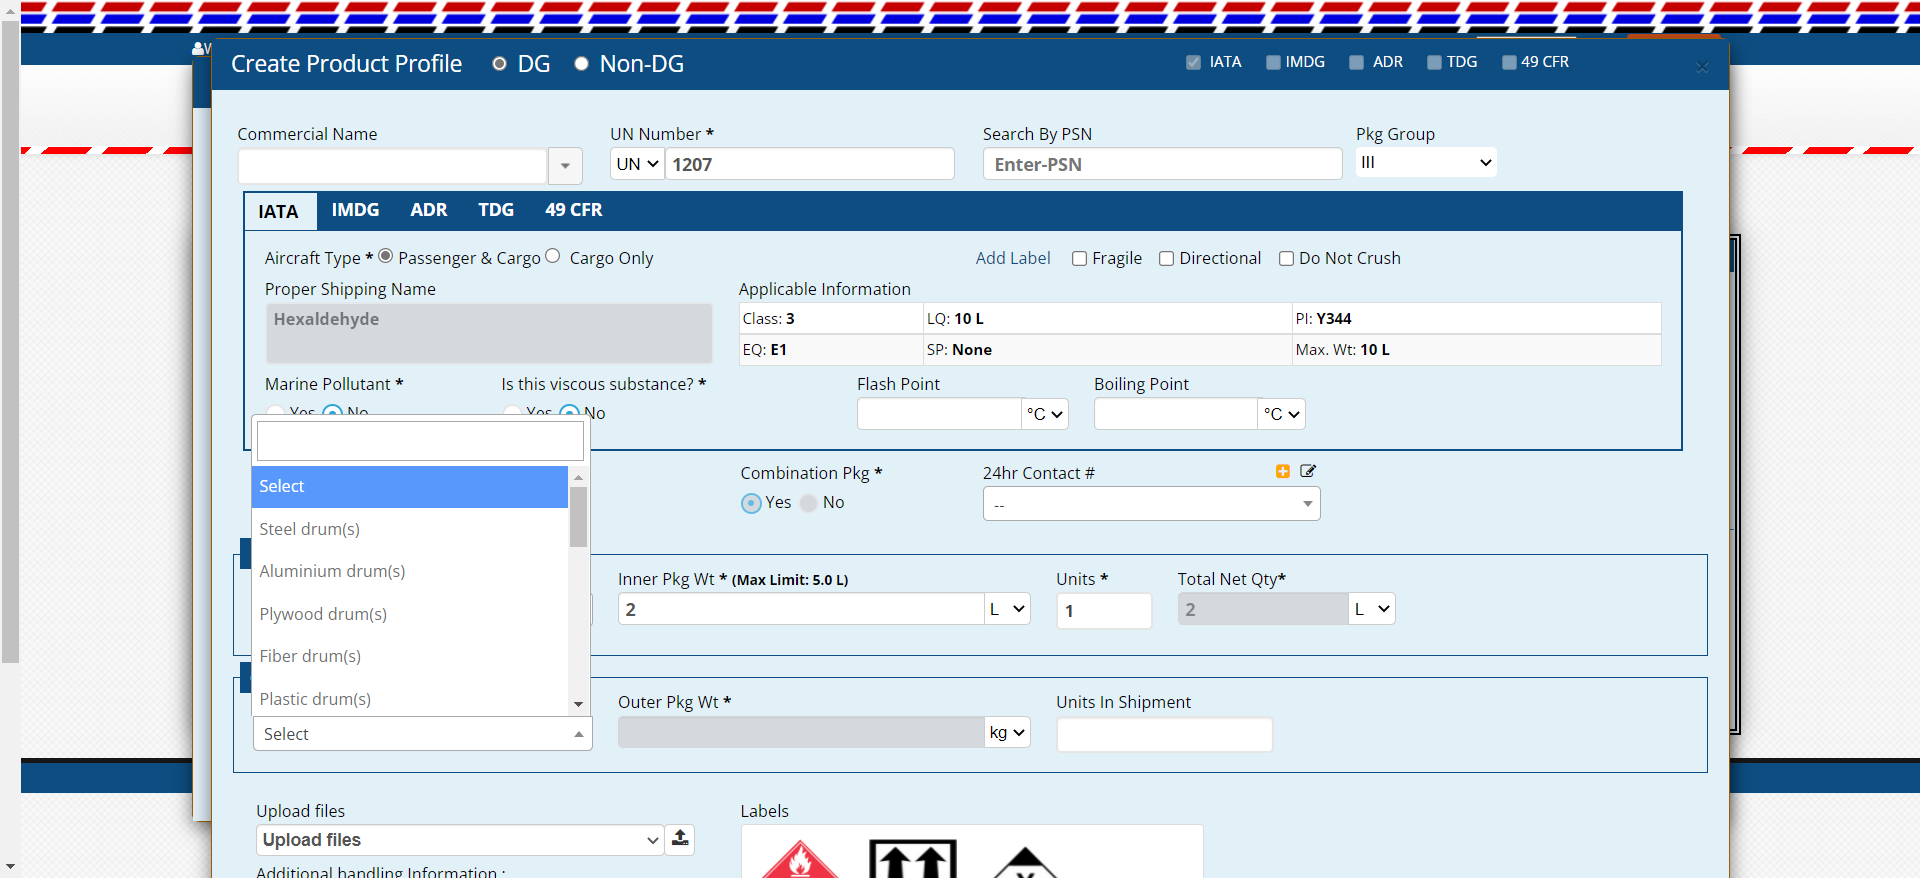 Create Product Profile DG Non-DG IATA IMDG ADR TDG 49 CFR ×
Commercial Name UN Number * Search By PSN Pkg Group
UN 1207 Enter-PSN III
IATA IMDG ADR TDG 49 CFR
Aircraft Type * Passenger & Cargo Cargo Only Add Label Fragile Directional Do Not Crush
Proper Shipping Name Applicable Information
Hexaldehyde Class: 3 LQ: 10 L PI: Y344
EQ: E1 SP: None Max. Wt: 10 L
Marine Pollutant * Is this viscous substance? * Flash Point Boiling Point
Yes No Yes No °C °C
Combination Pkg * 24hr Contact #
Select
Yes No --
Steel drum(s)
Aluminium drum(s) Inner Pkg Wt * (Max Limit: 5.0 L) Units * Total Net Qty*
Plywood drum(s) 2 L 1 2 L
Fiber drum(s)
Plastic drum(s) Outer Pkg Wt * Units In Shipment
Select kg
Upload files Labels
Upload files
Additional handling Information :